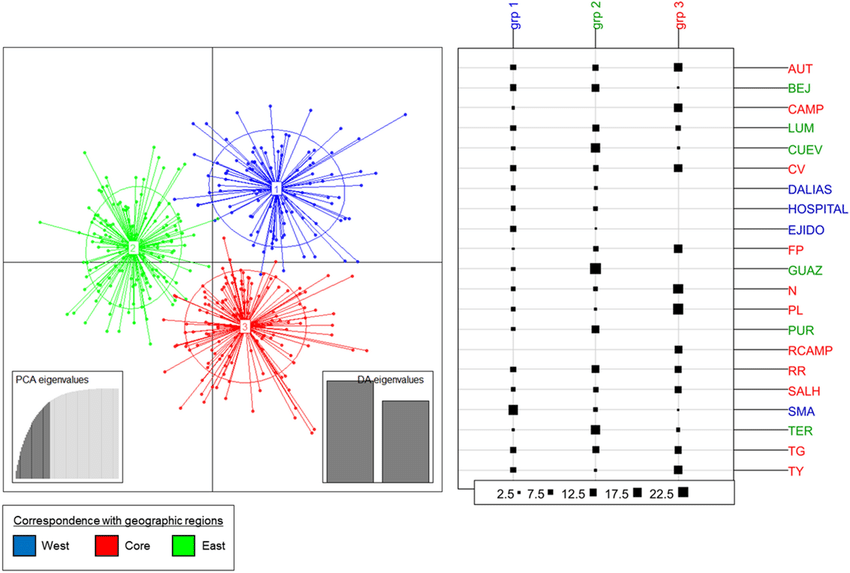 grp 1
grp 2
grp 3
1
2
3
PCA eigenvalues
DA eigenvalues
AUT
BEJ
CAMP
LUM
CUEV
CV
DALIAS
HOSPITAL
EJIDO
FP
GUAZ
N
PL
PUR
RCAMP
RR
SALH
SMA
TER
TG
TY
2.5 7.5 12.5 17.5 22.5
Correspondence with geographic regions
West Core East